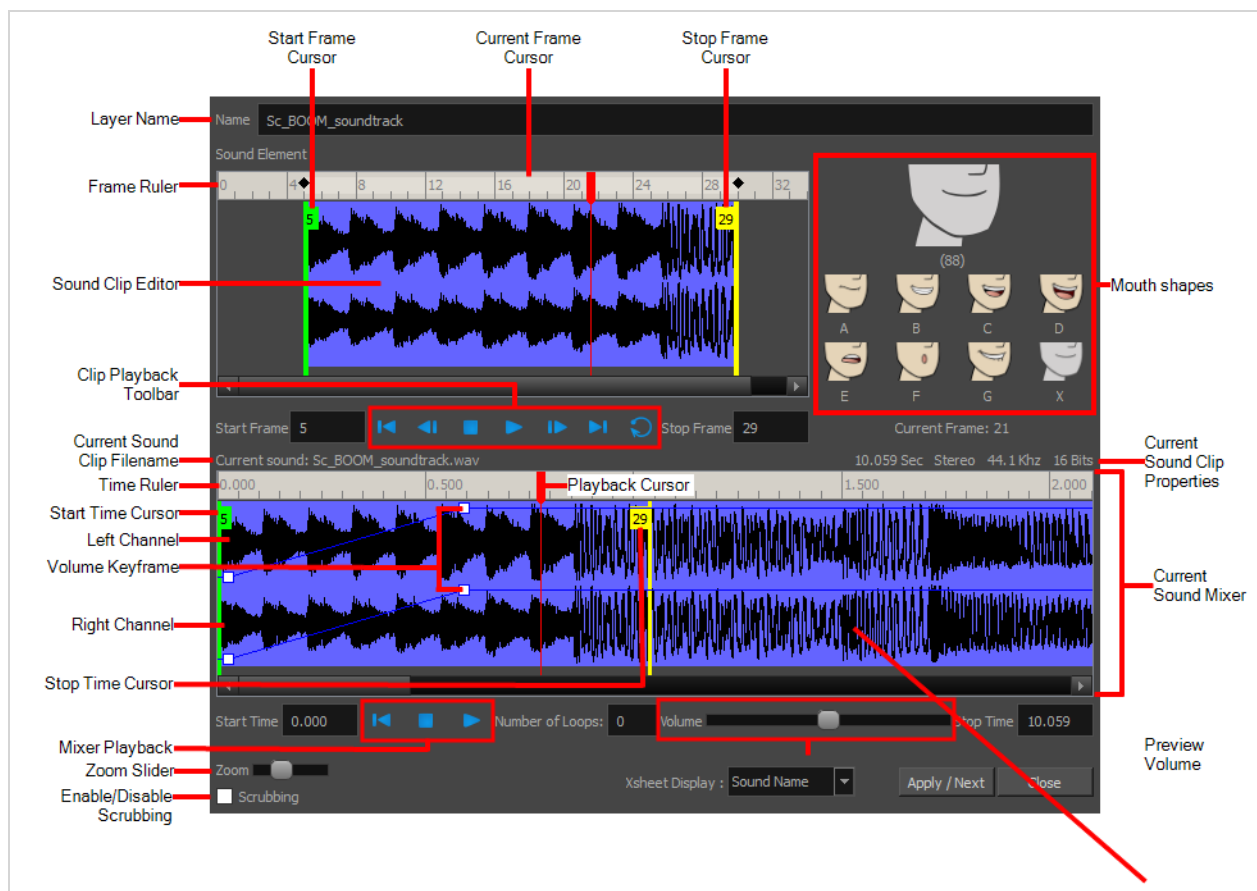 Start Frame
Cursor
Current Frame
Cursor
Stop Frame
Cursor
Layer Name
Name Sc_BOOM_soundtrack
Sound Element
Frame Ruler
0 4 8 12 16 20 24 28 32
5
29
Sound Clip Editor
(88)
Mouth shapes
A B C D
E F G X
Clip Playback
Toolbar
Start Frame 5
Stop Frame 29
Current Frame: 21
Current Sound
Clip Filename
Current sound: Sc_BOOM_soundtrack.wav
10.059 Sec Stereo 44.1 Khz 16 Bits
Current
Sound Clip
Properties
Time Ruler
0.000 0.500 1.500 2.000
Playback Cursor
Start Time Cursor
5
29
Left Channel
Volume Keyframe
Right Channel
Current
Sound Mixer
Stop Time Cursor
Start Time 0.000
Number of Loops: 0
Volume
Stop Time 10.059
Mixer Playback
Preview
Volume
Zoom Slider
Zoom
Xsheet Display : Sound Name
Apply / Next
Close
Enable/Disable
Scrubbing
Scrubbing